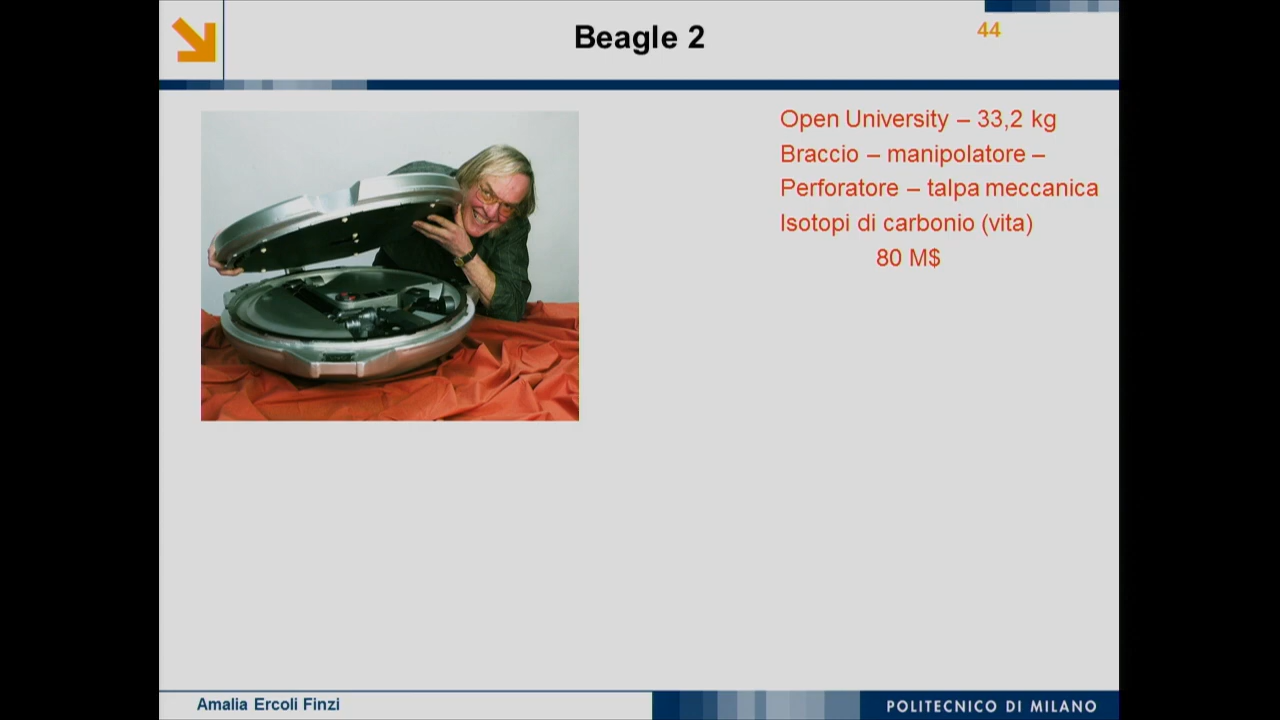 Beagle 2
44
Open University – 33,2 kg
Braccio – manipolatore –
Perforatore – talpa meccanica
Isotopi di carbonio (vita)
80 M$
Amalia Ercoli Finzi
POLITECNICO DI MILANO